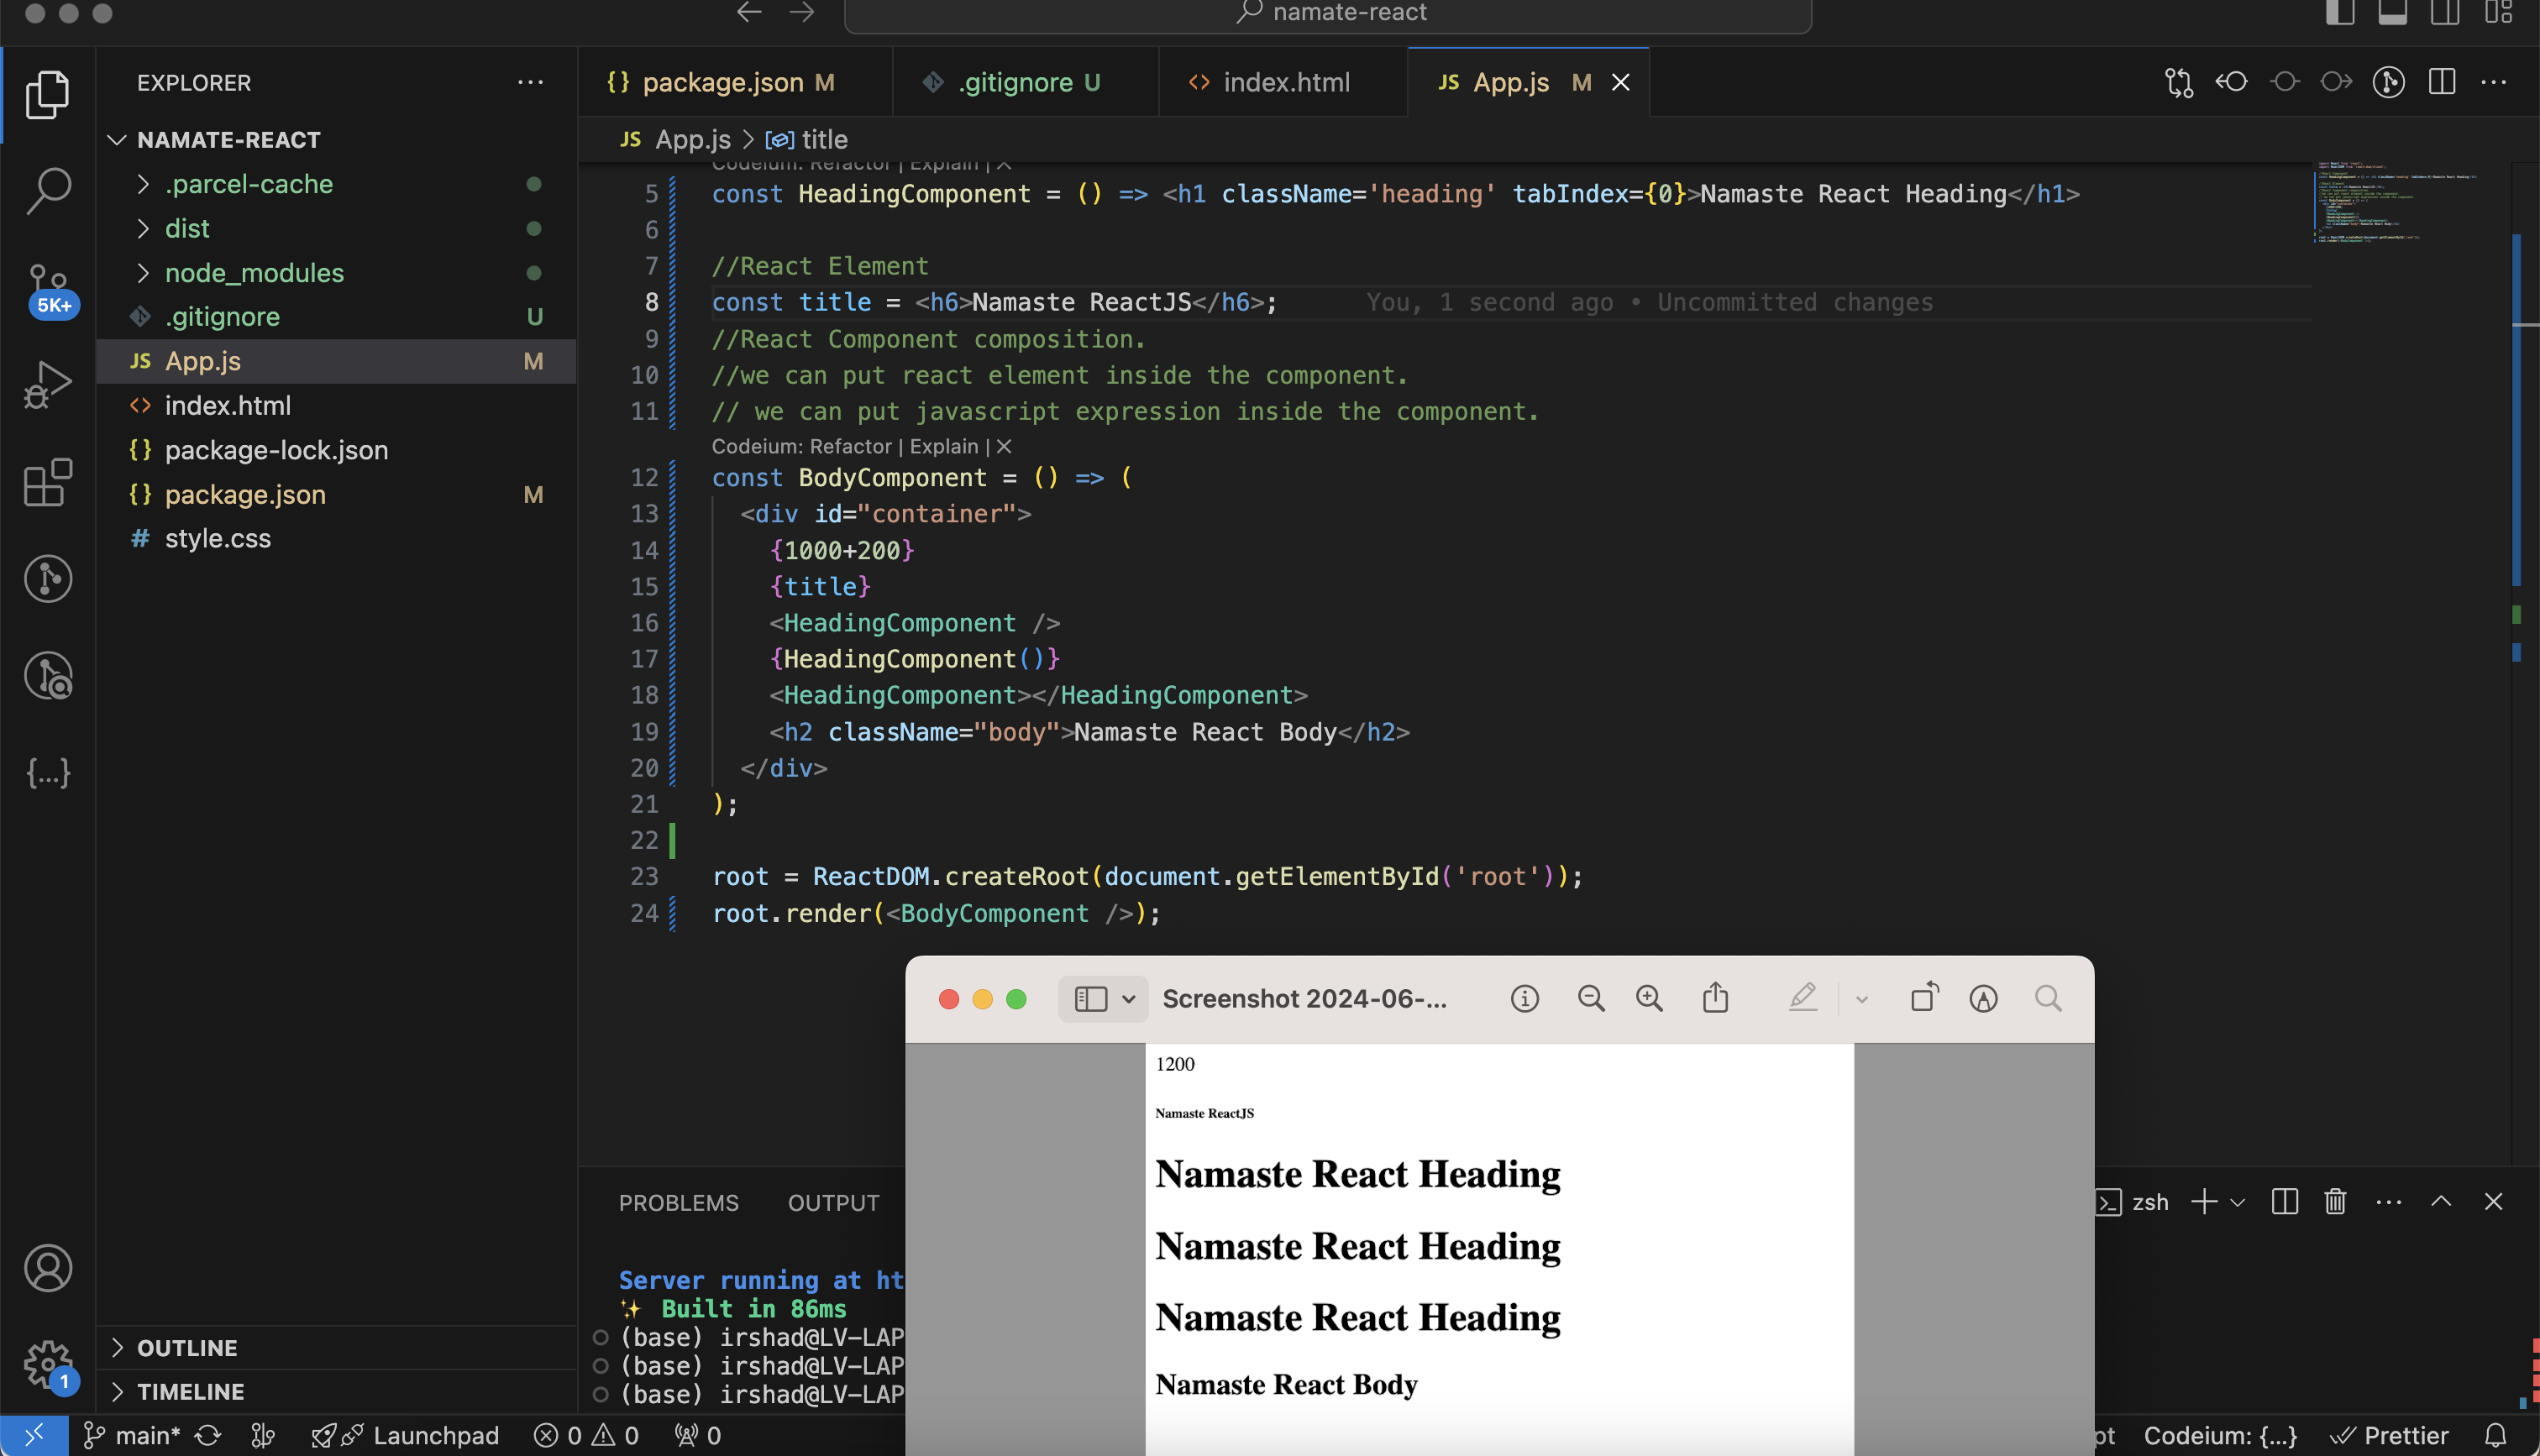 namate-react
EXPLORER
package.json M
.gitignore U
index.html
JS App.js M
NAMATE-REACT
.parcel-cache
dist
node_modules
.gitignore U
JS App.js M
index.html
package-lock.json
package.json M
# style.css
OUTLINE
TIMELINE
5K+
1
JS App.js > title
Codeium: Refactor | Explain | X
5 const HeadingComponent = () => <h1 className='heading' tabIndex={0}>Namaste React Heading</h1>
6
7 //React Element
8 const title = <h6>Namaste ReactJS</h6>; You, 1 second ago • Uncommitted changes
9 //React Component composition.
10 //we can put react element inside the component.
11 // we can put javascript expression inside the component.
Codeium: Refactor | Explain | X
12 const BodyComponent = () => (
13 <div id="container">
14 {1000+200}
15 {title}
16 <HeadingComponent />
17 {HeadingComponent()}
18 <HeadingComponent></HeadingComponent>
19 <h2 className="body">Namaste React Body</h2>
20 </div>
21 );
22
23 root = ReactDOM.createRoot(document.getElementById('root'));
24 root.render(<BodyComponent />);
Screenshot 2024-06-...
1200
Namaste ReactJS
Namaste React Heading
Namaste React Heading
Namaste React Heading
Namaste React Body
PROBLEMS OUTPUT
zsh
Server running at ht
✨ Built in 86ms
(base) irshad@LV-LAP
(base) irshad@LV-LAP
(base) irshad@LV-LAP
main* Launchpad 0 0 0
pt Codeium: {...} Prettier